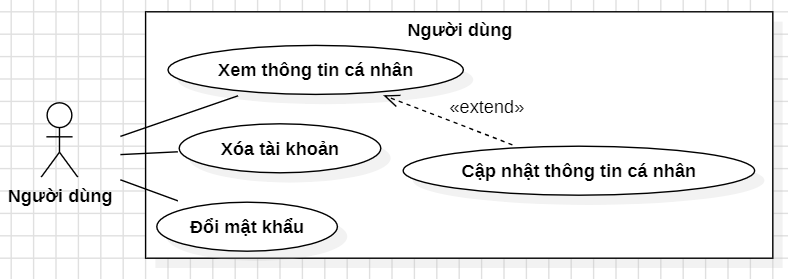 Người dùng
Xem thông tin cá nhân
«extend»
Xóa tài khoản
Cập nhật thông tin cá nhân
Người dùng
Đổi mật khẩu